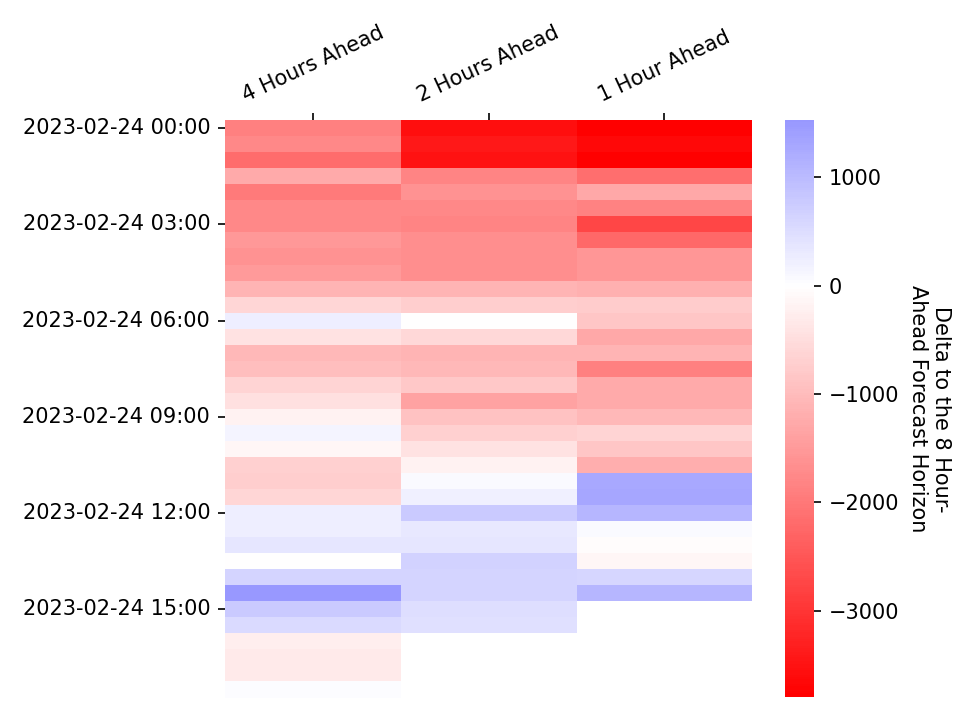 4 Hours Ahead
2 Hours Ahead
1 Hour Ahead
2023-02-24 00:00
2023-02-24 03:00
2023-02-24 06:00
2023-02-24 09:00
2023-02-24 12:00
2023-02-24 15:00
1000
0
−1000
−2000
−3000
Delta to the 8 Hour-
Ahead Forecast Horizon